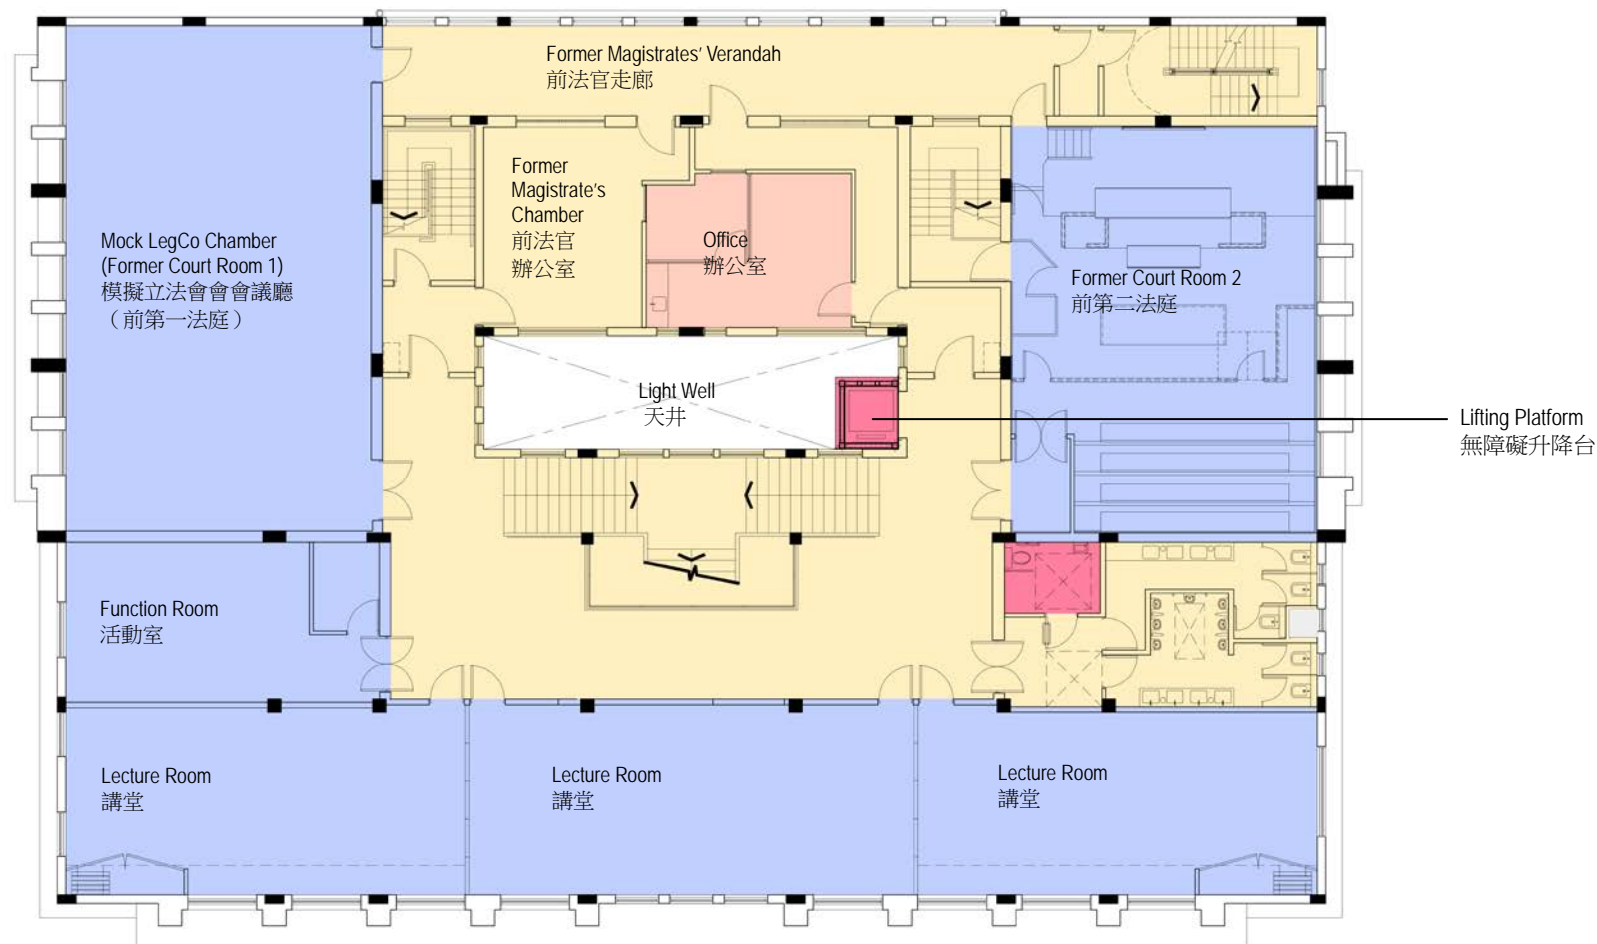 Former Magistrates' Verandah
前法官走廊
Former
Magistrate's
Chamber
前法官
辦公室
Office
辦公室
Mock LegCo Chamber
(Former Court Room 1)
模擬立法會會會議廳
（前第一法庭）
Former Court Room 2
前第二法庭
Light Well
天井
Lifting Platform
無障礙升降台
Function Room
活動室
Lecture Room
講堂
Lecture Room
講堂
Lecture Room
講堂